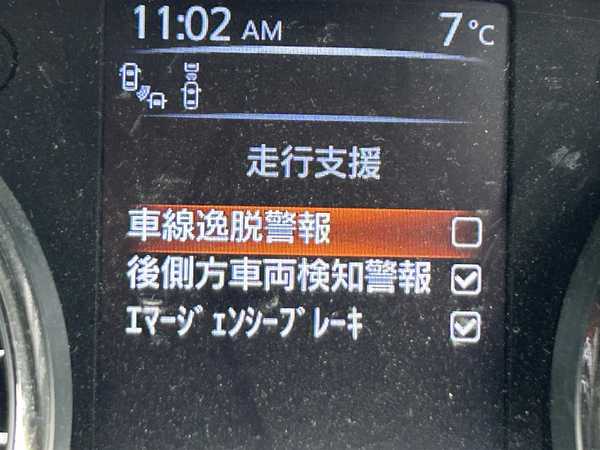 11:02 AM 7℃
走行支援
車線逸脱警報
後側方車両検知警報
ｴﾏｰｼﾞｪﾝｼｰﾌﾞﾚｰｷ